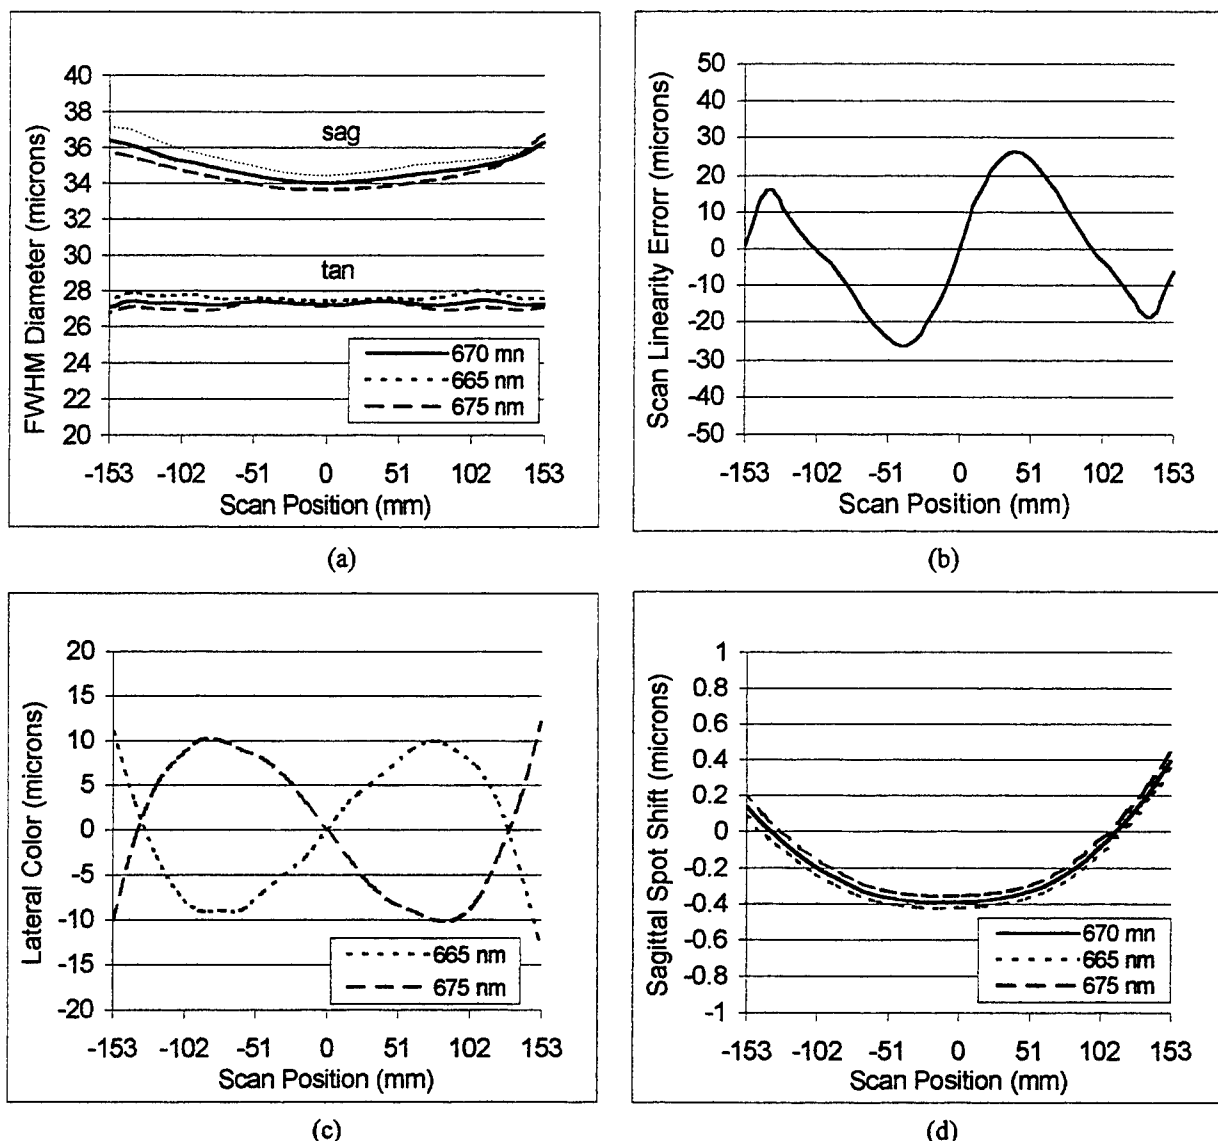 40
38
36
34
32
30
28
26
24
22
20
FWHM Diameter (microns)
sag
tan
670 mn
665 nm
675 nm
-153 -102 -51 0 51 102 153
Scan Position (mm)
(a)
50
40
30
20
10
0
-10
-20
-30
-40
-50
Scan Linearity Errorr (microns)
-153 -102 -51 0 51 102 153
Scan Position (mm)
(b)
20
15
10
5
0
-5
-10
-15
-20
Lateral Color (microns)
665 nm
675 nm
-153 -102 -51 0 51 102 153
Scan Position (mm)
(c)
1
0.8
0.6
0.4
0.2
0
-0.2
-0.4
-0.6
-0.8
-1
Sagittal Spot Shift (microns)
670 mn
665 nm
675 nm
-153 -102 -51 0 51 102 153
Scan Position (mm)
(d)